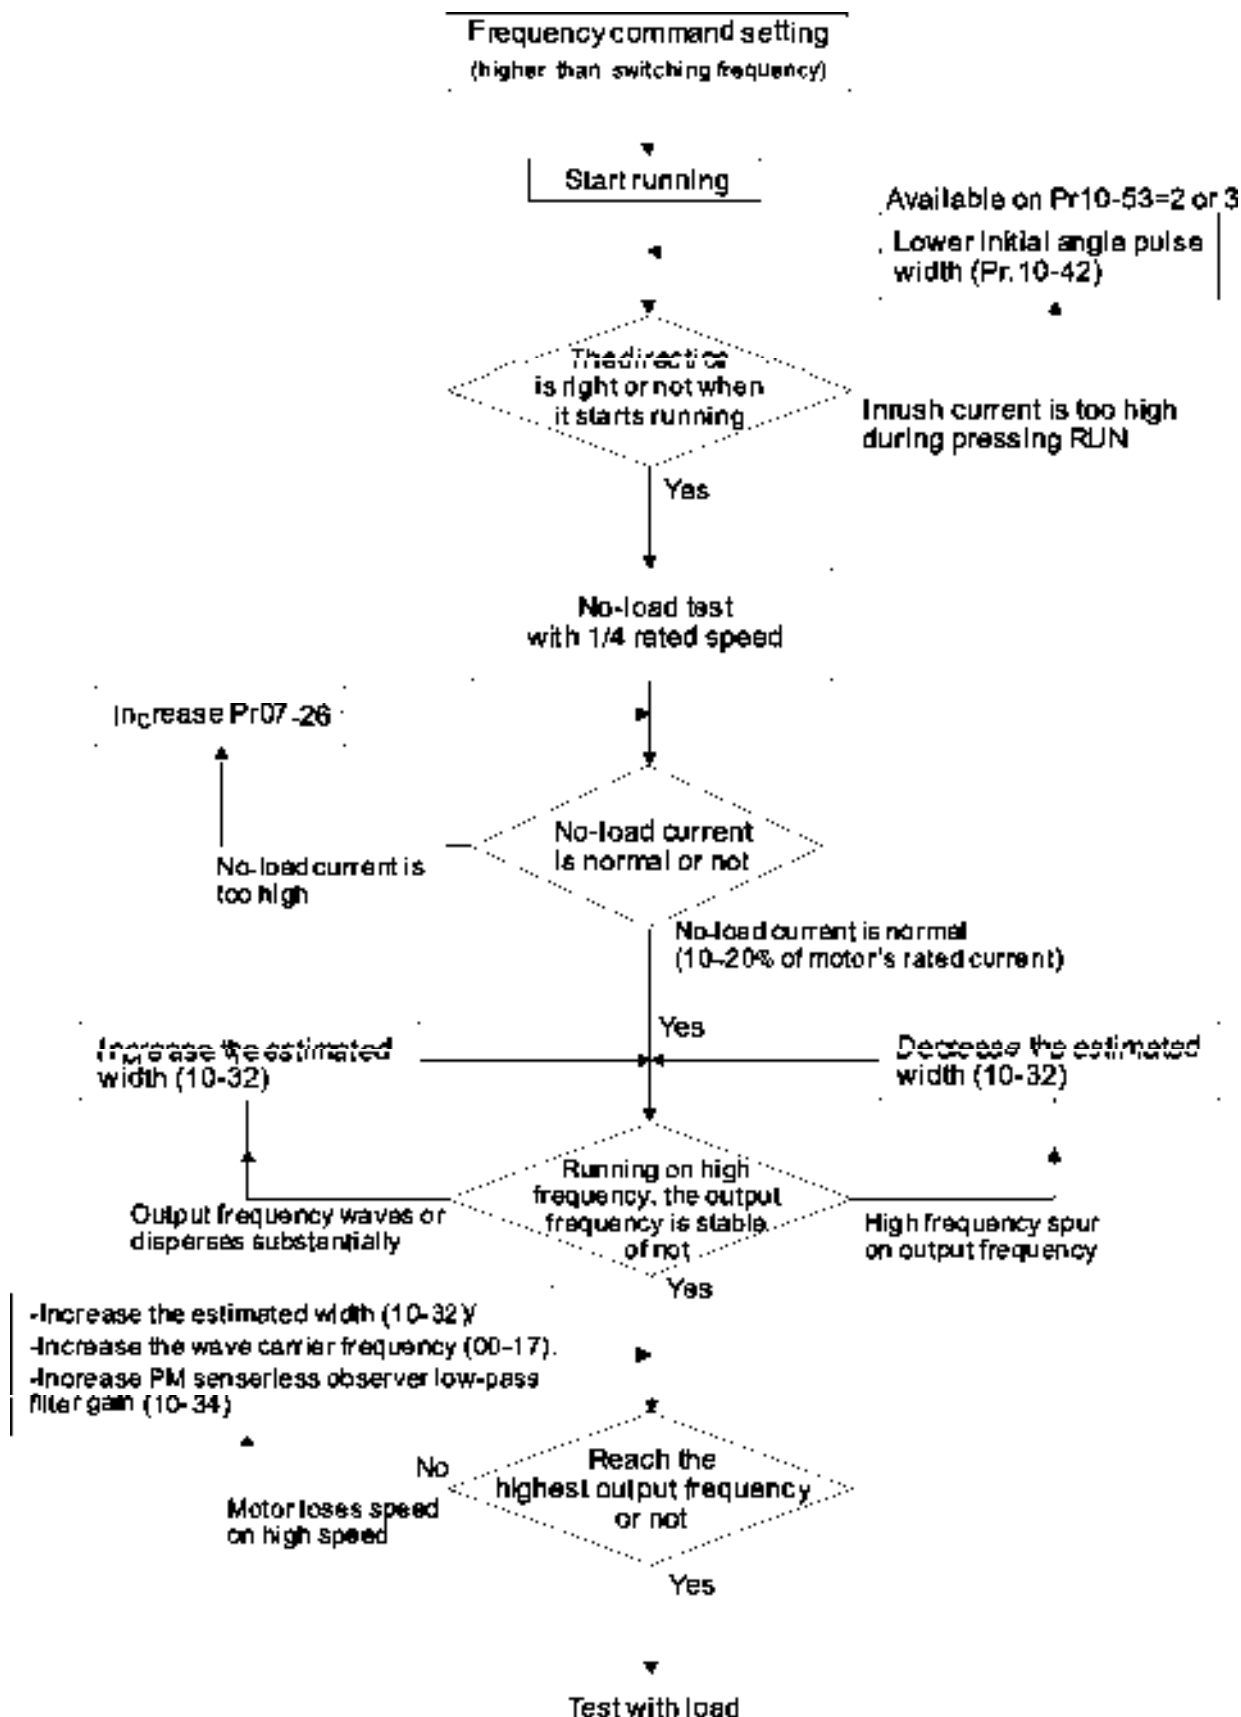 Frequency command setting
(higher than switching frequency)
Start running
Available on Pr10-53=2 or 3
Lower initial angle pulse
width (Pr.10-42)
The direction
is right or not when
it starts running
Inrush current is too high
during pressing RUN
Yes
No-load test
with 1/4 rated speed
Increase Pr07-26
No-load current
is normal or not
No-load current is
too high
No-load current is normal
(10~20% of motor's rated current)
Yes
Increase the estimated
width (10-32)
Decrease the estimated
width (10-32)
Running on high
frequency, the output
frequency is stable
of not
Output frequency waves or
disperses substantially
High frequency spur
on output frequency
Yes
-Increase the estimated width (10-32)/
-Increase the wave carrier frequency (00-17).
-Increase PM senserless observer low-pass
filter gain (10-34)
No
Reach the
highest output frequency
or not
Motor loses speed
on high speed
Yes
Test with load